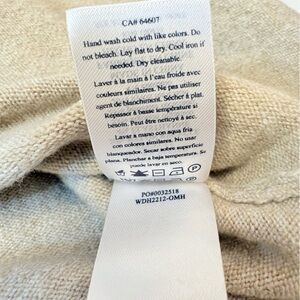 CA# 64607
Hand wash cold with like colors. Do
not bleach. Lay flat to dry. Cool iron if
needed. Dry cleanable.
Laver à la main à l'eau froide avec
couleurs similaires. Ne pas utiliser
agent de blanchiment. Sécher à plat.
Repasser à basse température si
besoin. Peut être nettoyé à sec.
Lavar a mano con agua fria
con colores similares. No usar
blanqueador. Secar sobre superficie
plana. Planchar a baja temperatura. Se
puede lavar en seco.
P
PO#0032518
WDH2212-OMH